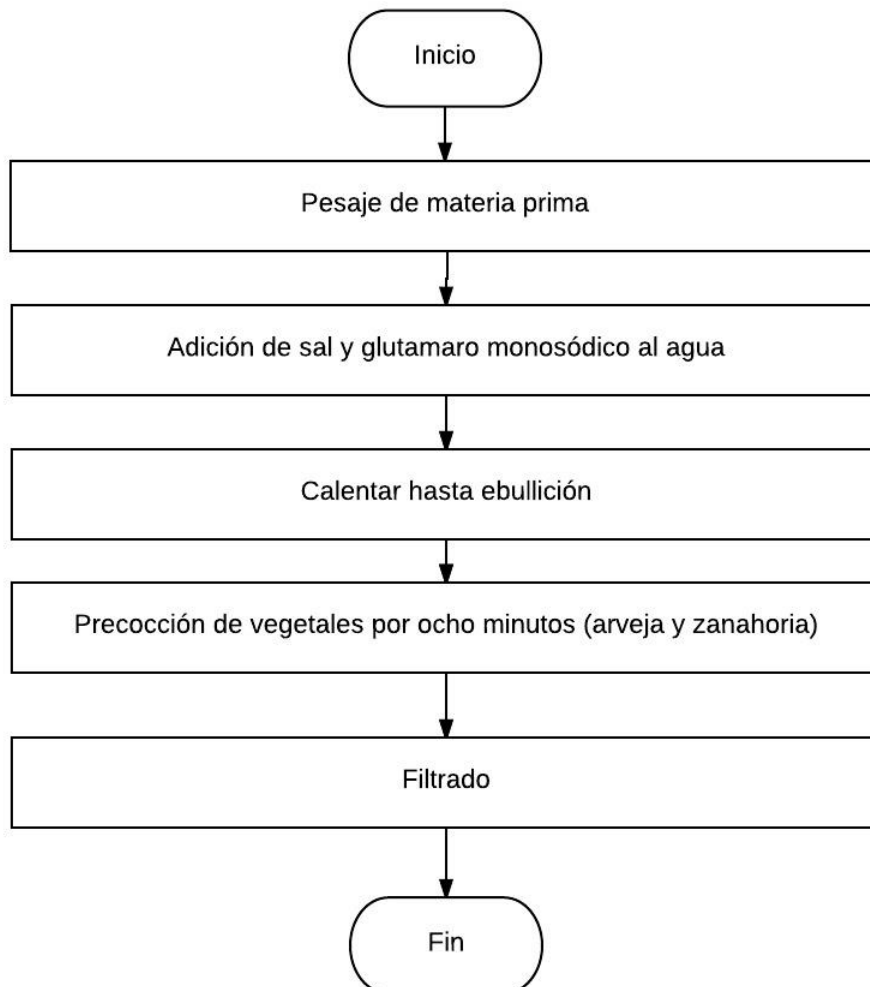 Inicio
Pesaje de materia prima
Adición de sal y glutamaro monosódico al agua
Calentar hasta ebullición
Precocción de vegetales por ocho minutos (arveja y zanahoria)
Filtrado
Fin